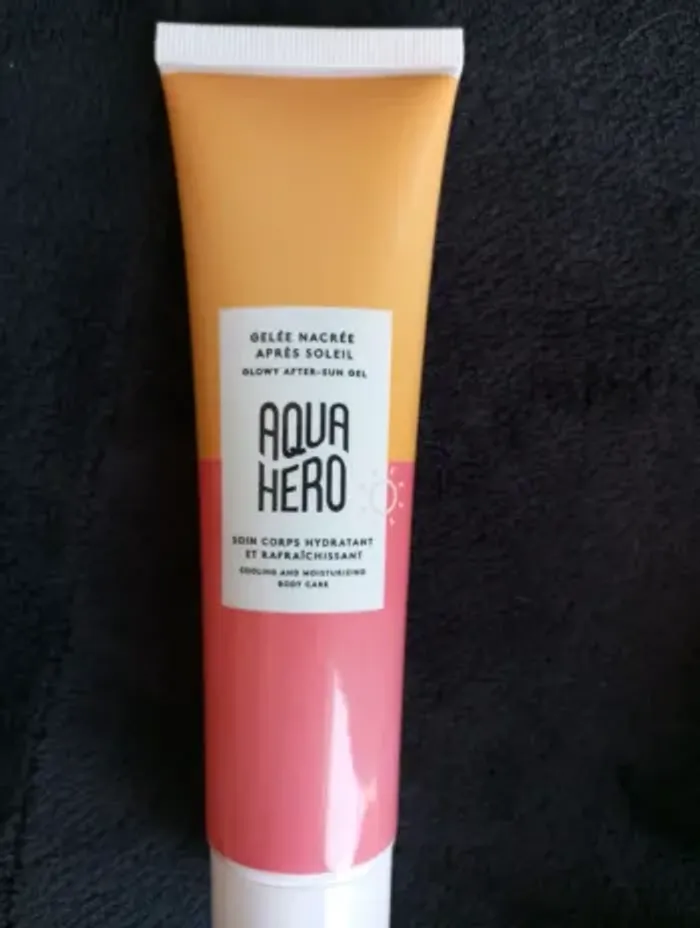 GELÉE NACRÉE
APRÈS SOLEIL
GLOWY AFTER-SUN GEL
AQUA
HERO
SOIN CORPS HYDRATANT
ET RAFRAÎCHISSANT
COOLING AND MOISTURIZING
BODY CARE